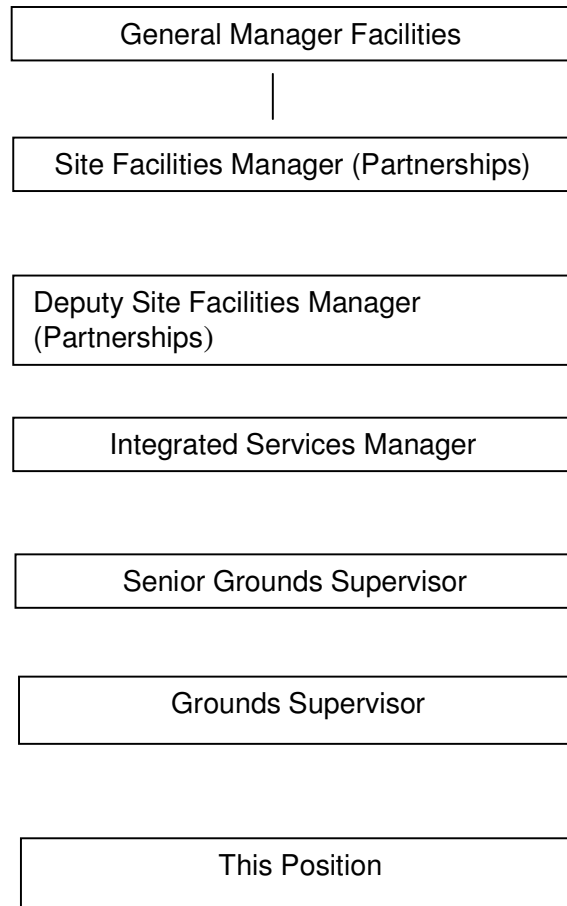 General Manager Facilities
Site Facilities Manager (Partnerships)
Deputy Site Facilities Manager
(Partnerships)
Integrated Services Manager
Senior Grounds Supervisor
Grounds Supervisor
This Position